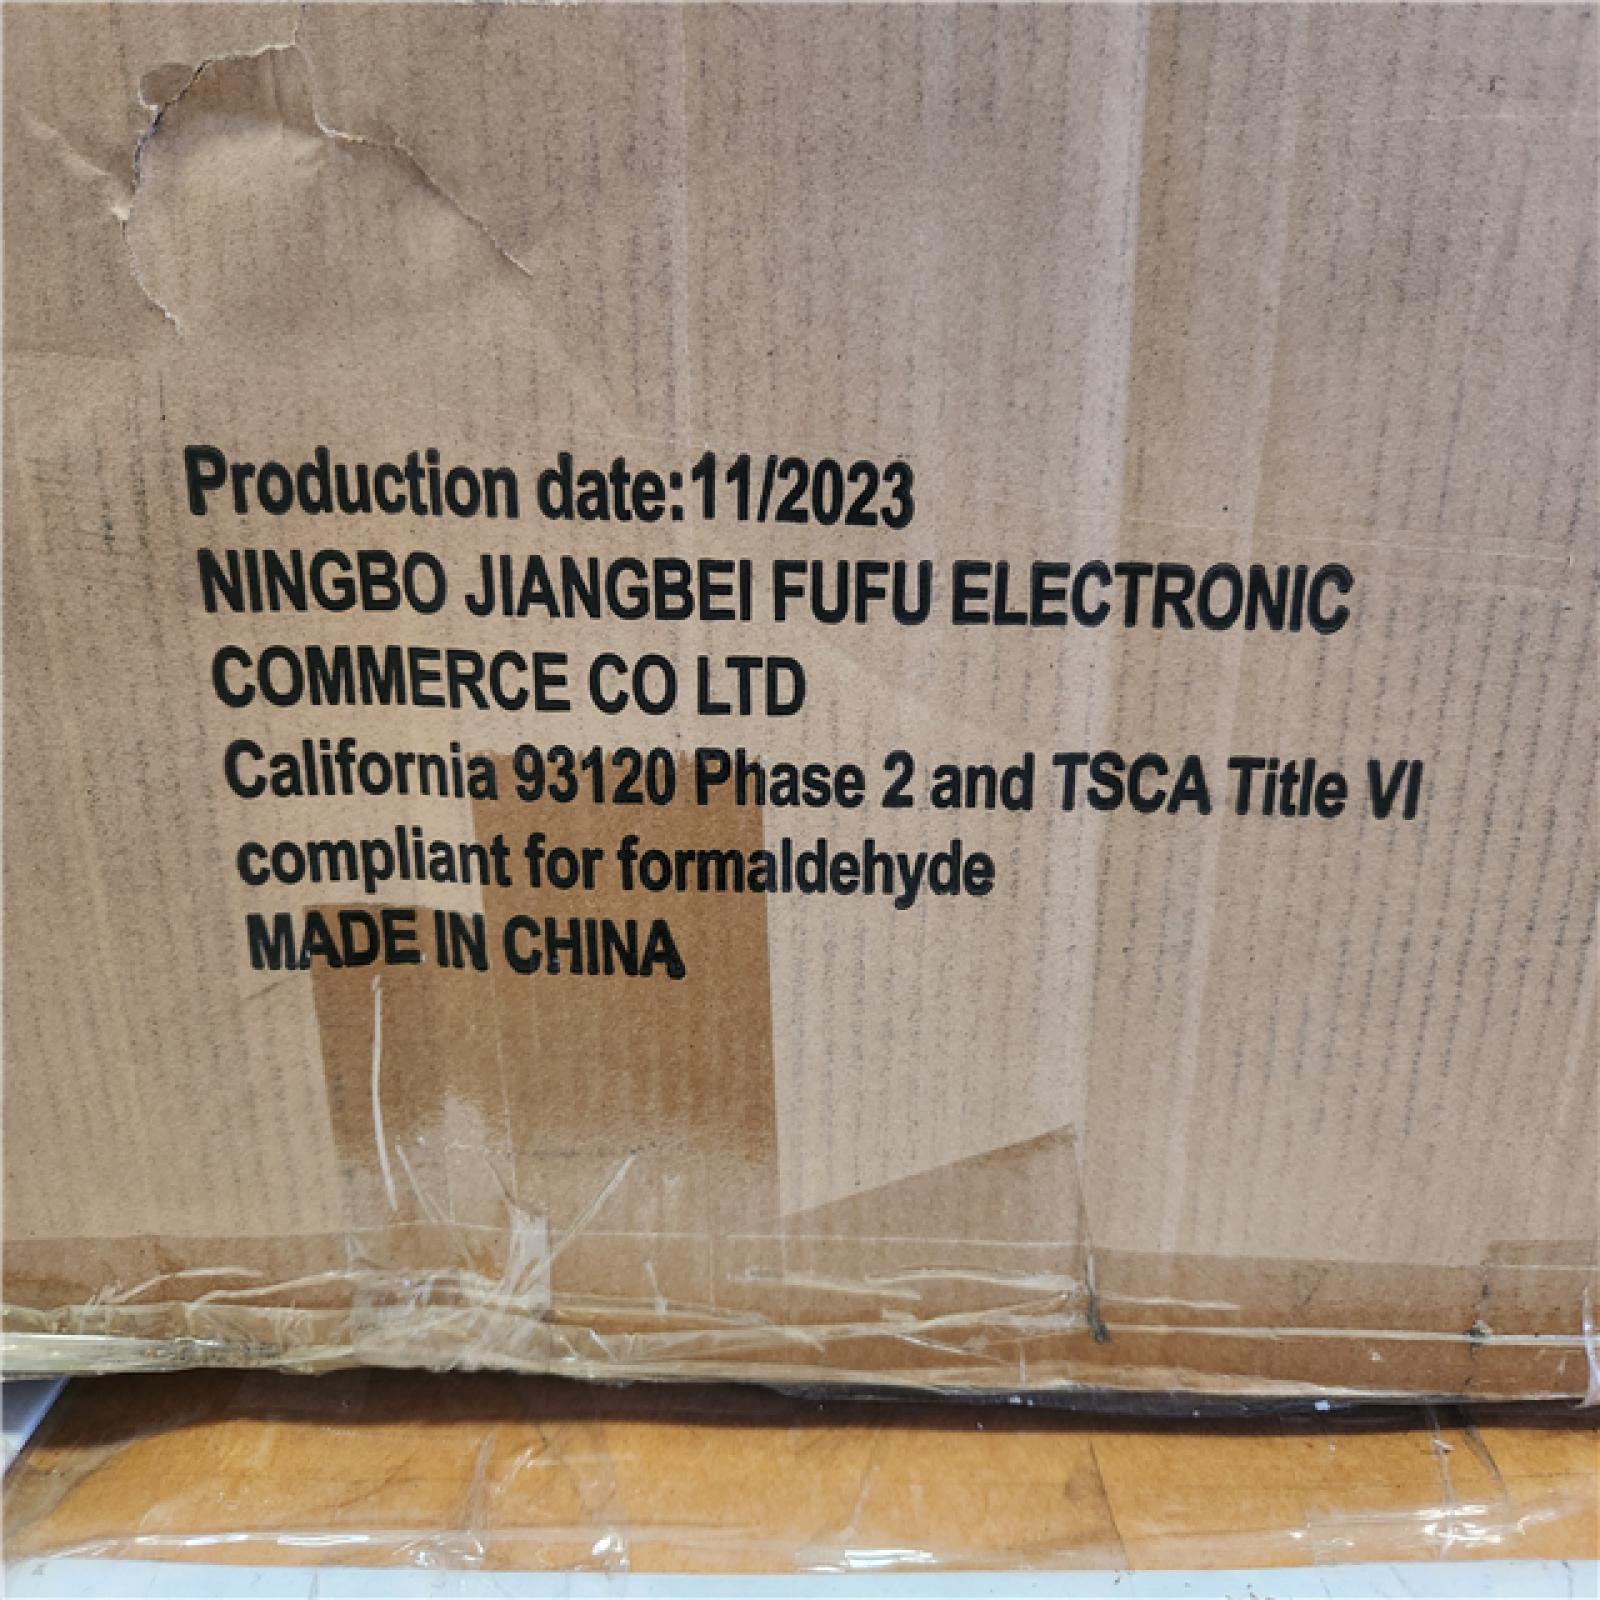 Production date:11/2023
NINGBO JIANGBEI FUFU ELECTRONIC
COMMERCE CO LTD
California 93120 Phase 2 and TSCA Title VI
compliant for formaldehyde
MADE IN CHINA